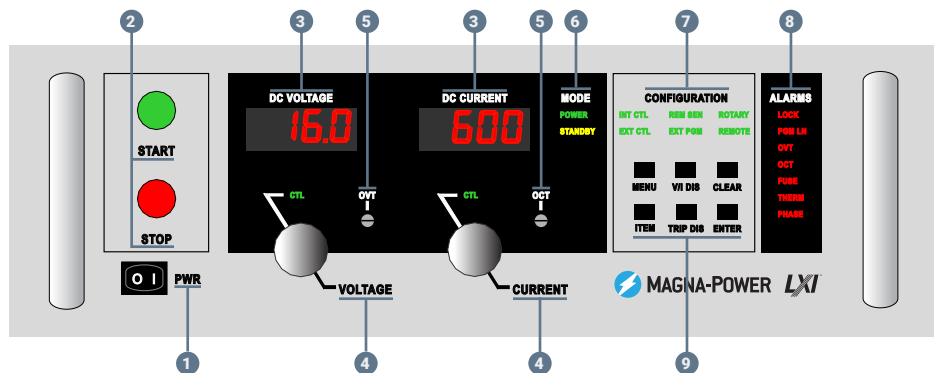 2 3 5 3 5 6 7 8
DC VOLTAGE
16.0
DC CURRENT
600
MODE
POWER
STANDBY
CONFIGURATION
INT CTL REM SEN ROTARY
EXT CTL EXT PGM REMOTE
MENU V/I DIS CLEAR
ITEM TRIP DIS ENTER
ALARMS
LOCK
PGM LN
OVT
OCT
FUSE
THERM
PHASE
START
STOP
CTL
OVT
CTL
OCT
O I PWR
VOLTAGE
CURRENT
MAGNA-POWER LXI
1 4 4 9